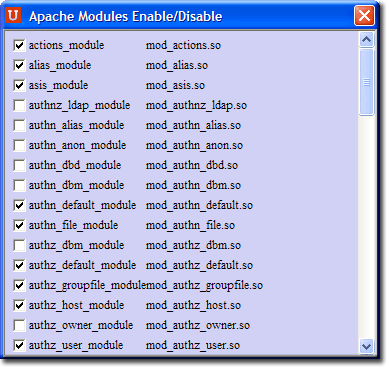 U Apache Modules Enable/Disable
actions_module mod_actions.so
alias_module mod_alias.so
asis_module mod_asis.so
authnz_ldap_module mod_authnz_ldap.so
authn_alias_module mod_authn_alias.so
authn_anon_module mod_authn_anon.so
authn_dbd_module mod_authn_dbd.so
authn_dbm_module mod_authn_dbm.so
authn_default_module mod_authn_default.so
authn_file_module mod_authn_file.so
authz_dbm_module mod_authz_dbm.so
authz_default_module mod_authz_default.so
authz_groupfile_module mod_authz_groupfile.so
authz_host_module mod_authz_host.so
authz_owner_module mod_authz_owner.so
authz_user_module mod_authz_user.so